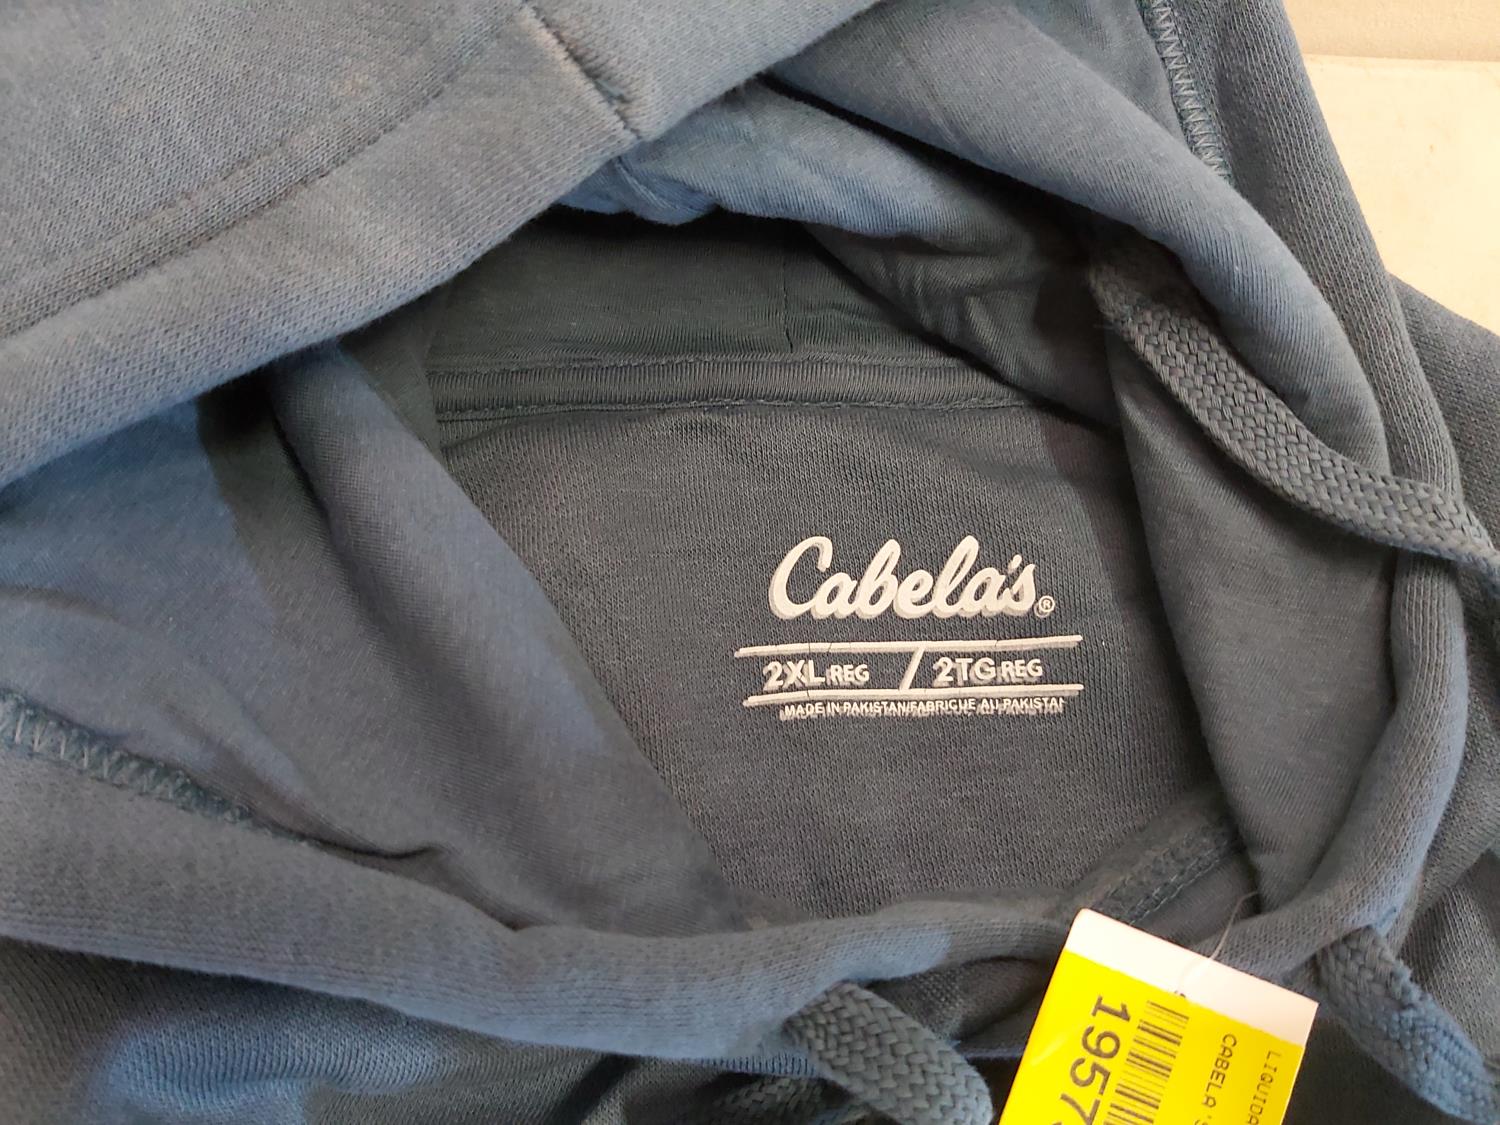 Cabela's®
2XL REG / 2TG REG
MADE IN PAKISTAN/FABRIQUE AU PAKISTAN
LIQUIDA
CABELA'S
1957